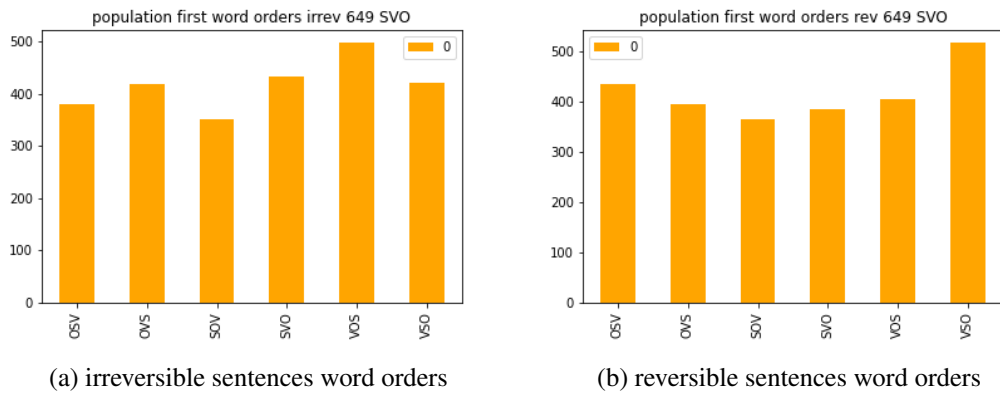 population first word orders irrev 649 SVO
0
500
400
300
200
100
0
OSV
OVS
SOV
SVO
VOS
VSO
(a) irreversible sentences word orders
population first word orders rev 649 SVO
0
500
400
300
200
100
0
OSV
OVS
SOV
SVO
VOS
VSO
(b) reversible sentences word orders